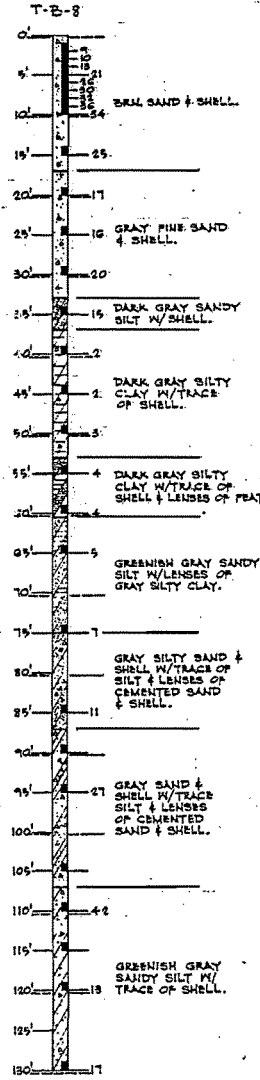 T-B-8
0'
5' 21
10' 54
BRN. SAND & SHELL.
15' 25
20' 17
25' 16
GRAY FINE SAND
& SHELL.
30' 20
35' 15
DARK GRAY SANDY
SILT W/SHELL.
40' 2
45' 2
DARK GRAY SILTY
CLAY W/TRACE
OF SHELL.
50' 3
55' 4
DARK GRAY SILTY
CLAY W/TRACE OF
SHELL & LENSES OF PEAT
60' 4
65' 5
GREENISH GRAY SANDY
SILT W/LENSES OF
GRAY SILTY CLAY.
70'
75' 7
GRAY SILTY SAND &
SHELL W/TRACE OF
SILT & LENSES OF
CEMENTED SAND
& SHELL.
80'
85' 11
90'
95' 27
GRAY SAND &
SHELL W/TRACE
SILT & LENSES
OF CEMENTED
SAND & SHELL.
100'
105'
110' 42
115'
GREENISH GRAY
SANDY SILT W/
TRACE OF SHELL.
120' 13
125'
130' 17